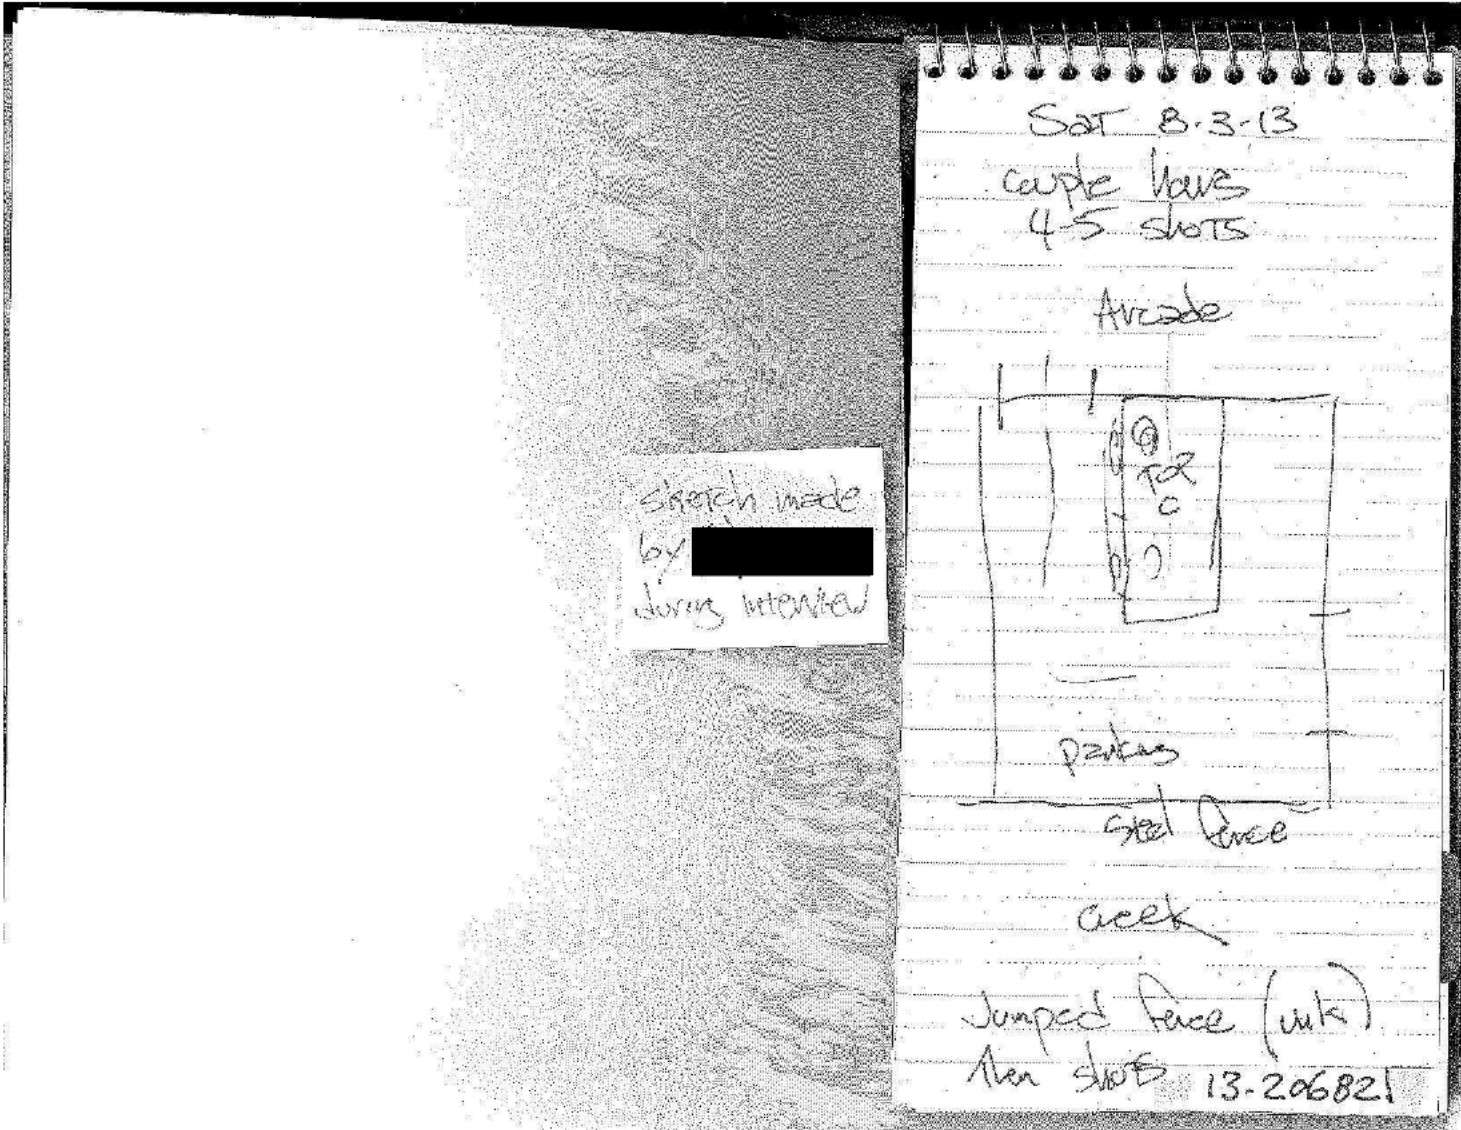 sketch made
by
during interview
Sat 8-3-13
couple hours
4-5 shots
Arcade
TOP
parking
steel fence
creek
Jumped fence (unk)
then shots
13-206821